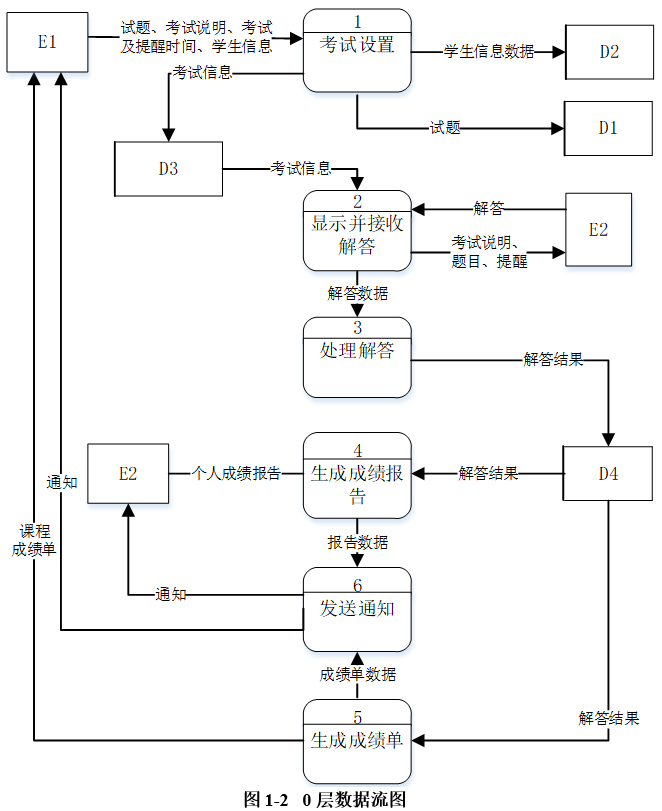 E1
试题、考试说明、考试
及提醒时间、学生信息
1
考试设置
学生信息数据
D2
考试信息
试题
D1
D3
考试信息
2
显示并接收
解答
解答
E2
考试说明、
题目、提醒
解答数据
3
处理解答
解答结果
E2
个人成绩报告
4
生成成绩报
告
解答结果
D4
通知
课程
成绩单
报告数据
6
发送通知
通知
成绩单数据
5
生成成绩单
解答结果
图 1-2 0 层数据流图